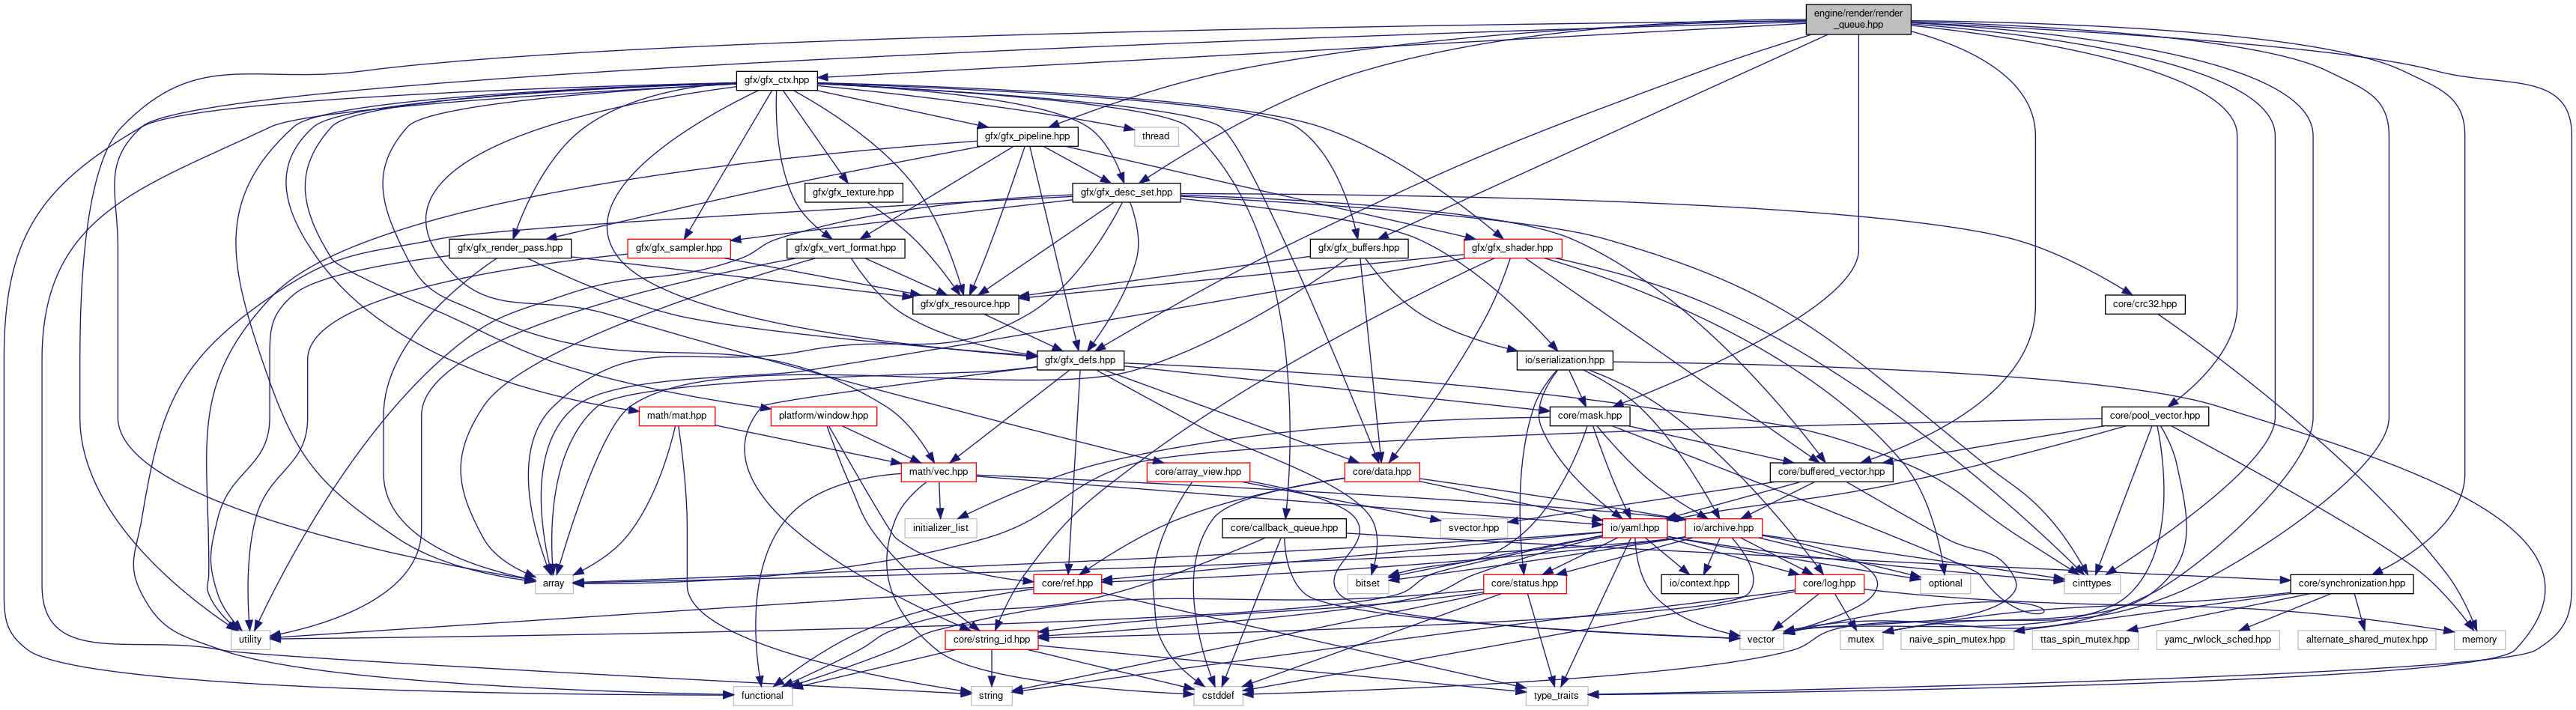 engine/render/render
_queue.hpp
gfx/gfx_ctx.hpp
gfx/gfx_pipeline.hpp
thread
gfx/gfx_texture.hpp
gfx/gfx_desc_set.hpp
gfx/gfx_render_pass.hpp
gfx/gfx_sampler.hpp
gfx/gfx_vert_format.hpp
gfx/gfx_buffers.hpp
gfx/gfx_shader.hpp
gfx/gfx_resource.hpp
core/crc32.hpp
gfx/gfx_defs.hpp
io/serialization.hpp
math/mat.hpp
platform/window.hpp
core/mask.hpp
core/pool_vector.hpp
math/vec.hpp
core/array_view.hpp
core/data.hpp
core/buffered_vector.hpp
initializer_list
core/callback_queue.hpp
svector.hpp
io/yaml.hpp
io/archive.hpp
array
core/ref.hpp
bitset
core/status.hpp
io/context.hpp
core/log.hpp
optional
cinttypes
core/synchronization.hpp
utility
core/string_id.hpp
vector
mutex
naive_spin_mutex.hpp
ttas_spin_mutex.hpp
yamc_rwlock_sched.hpp
alternate_shared_mutex.hpp
memory
functional
string
cstddef
type_traits